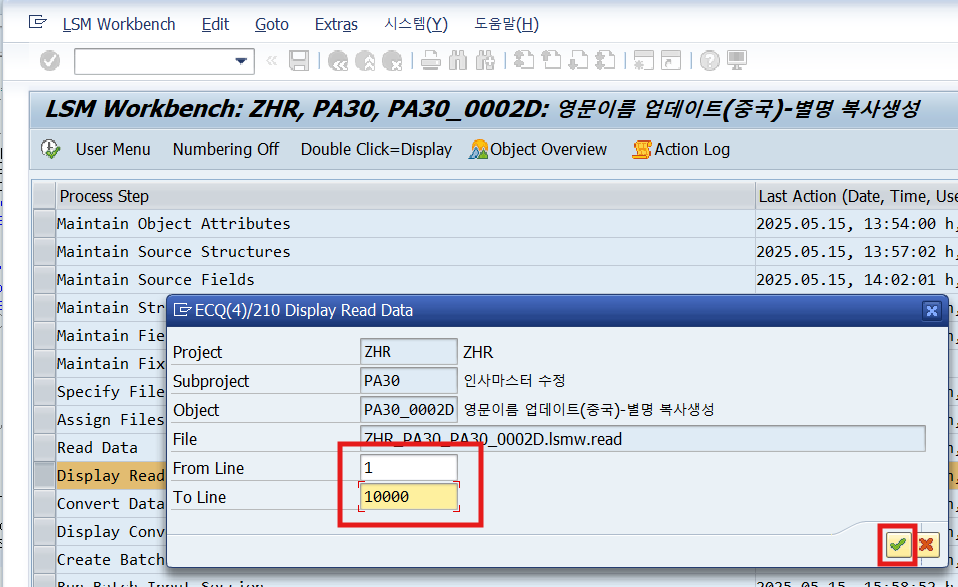 LSM Workbench Edit Goto Extras 시스템(Y) 도움말(H)
LSM Workbench: ZHR, PA30, PA30_0002D: 영문이름 업데이트(중국)-별명 복사생성
User Menu Numbering Off Double Click=Display Object Overview Action Log
Process Step Last Action (Date, Time, Use
Maintain Object Attributes 2025.05.15, 13:54:00 h,
Maintain Source Structures 2025.05.15, 13:57:02 h
Maintain Source Fields 2025.05.15, 14:02:01 h
Maintain Str
ECQ(4)/210 Display Read Data
Maintain Fie
Project ZHR ZHR
Maintain Fix
Subproject PA30 인사마스터 수정
Specify File
Object PA30_0002D 영문이름 업데이트(중국)-별명 복사생성
Assign Files
File ZHR_PA30_PA30_0002D.lsmw.read
Read Data
From Line 1
Display Read
To Line 10000
Convert Data
Display Conv
Create Batch
Run Batch Input Session 2025.05.15, 15:58:52 h